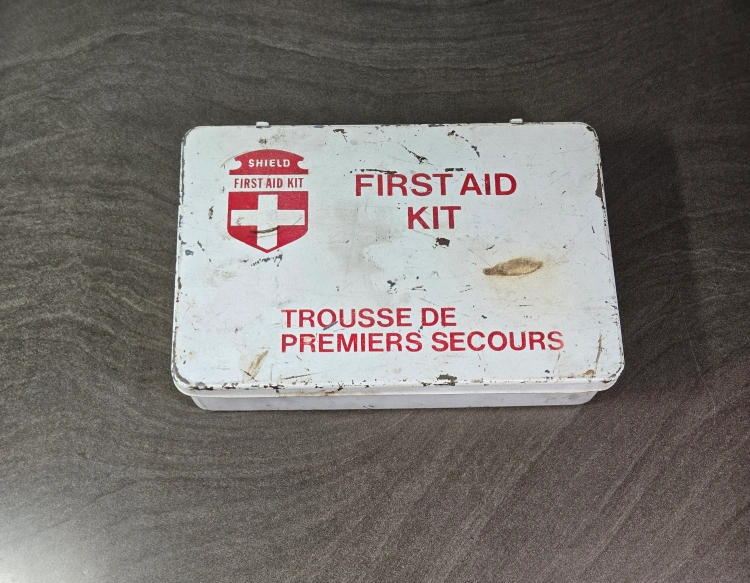 SHIELD
FIRST AID KIT
FIRST AID
KIT
TROUSSE DE
PREMIERS SECOURS